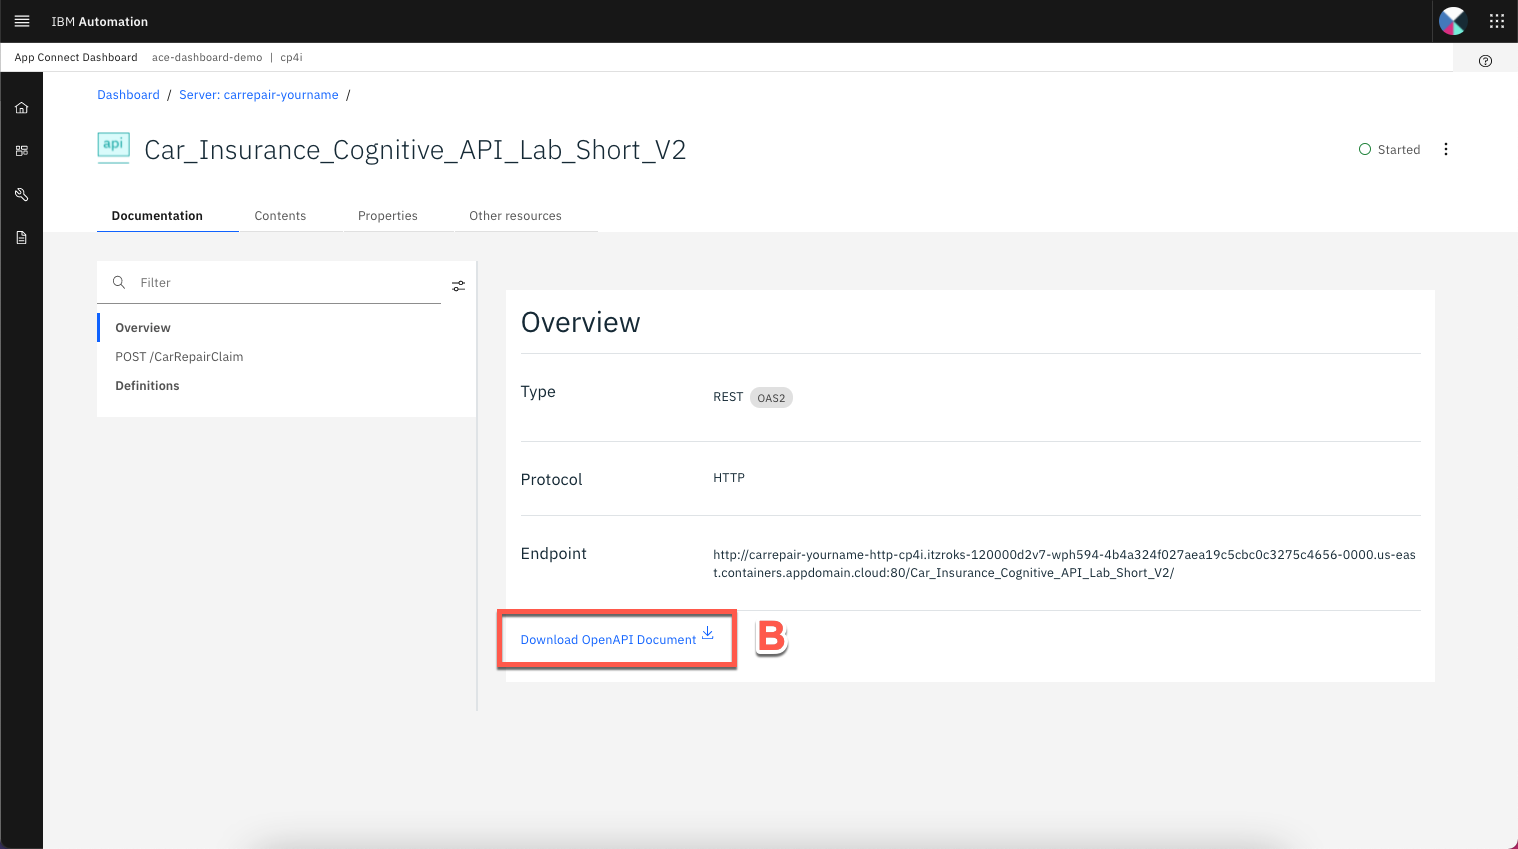 IBM Automation
App Connect Dashboard ace-dashboard-demo | cp4i
Dashboard / Server: carrepair-yourname /
api
Car_Insurance_Cognitive_API_Lab_Short_V2
Started
Documentation Contents Properties Other resources
Filter
Overview
POST /CarRepairClaim
Definitions
Overview
Type REST OAS2
Protocol HTTP
Endpoint http://carrepair-yourname-http-cp4i.itzroks-120000d2v7-wph594-4b4a324f027aea19c5cbc0c3275c4656-0000.us-eas
t.containers.appdomain.cloud:80/Car_Insurance_Cognitive_API_Lab_Short_V2/
Download OpenAPI Document B